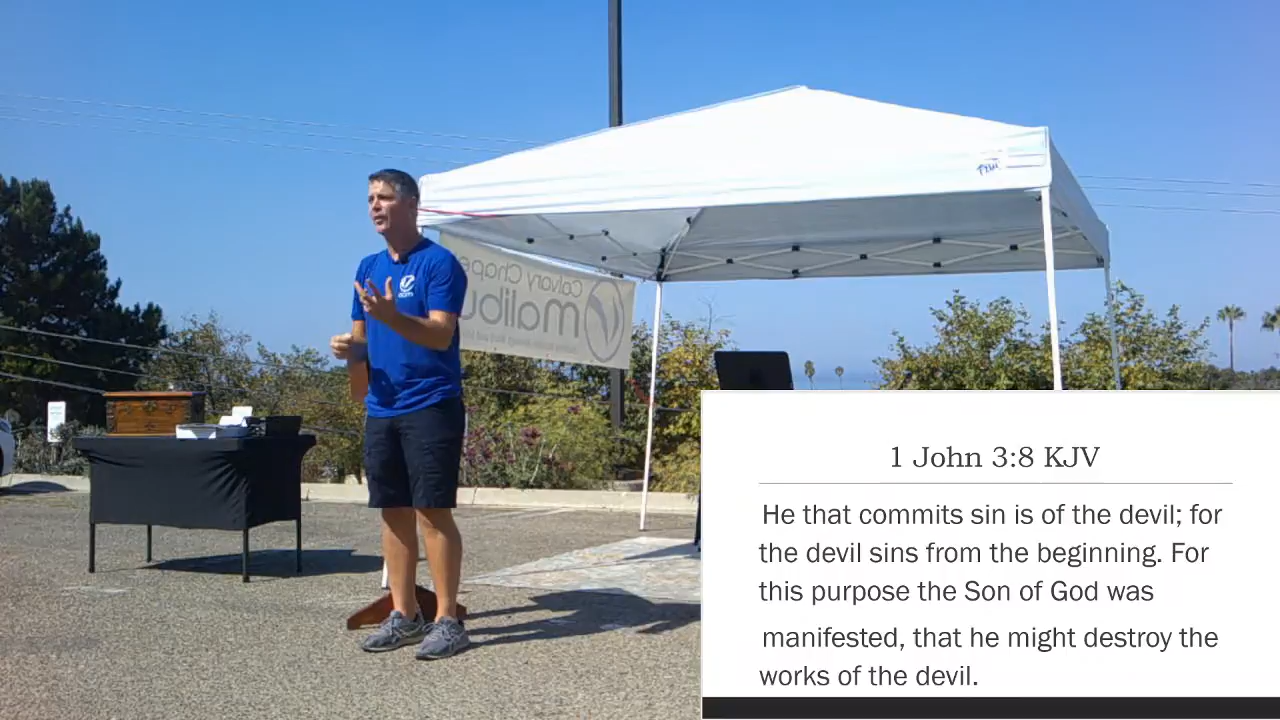 Calvary Chape
malibu
1 John 3:8 KJV
He that commits sin is of the devil; for
the devil sins from the beginning. For
this purpose the Son of God was
manifested, that he might destroy the
works of the devil.